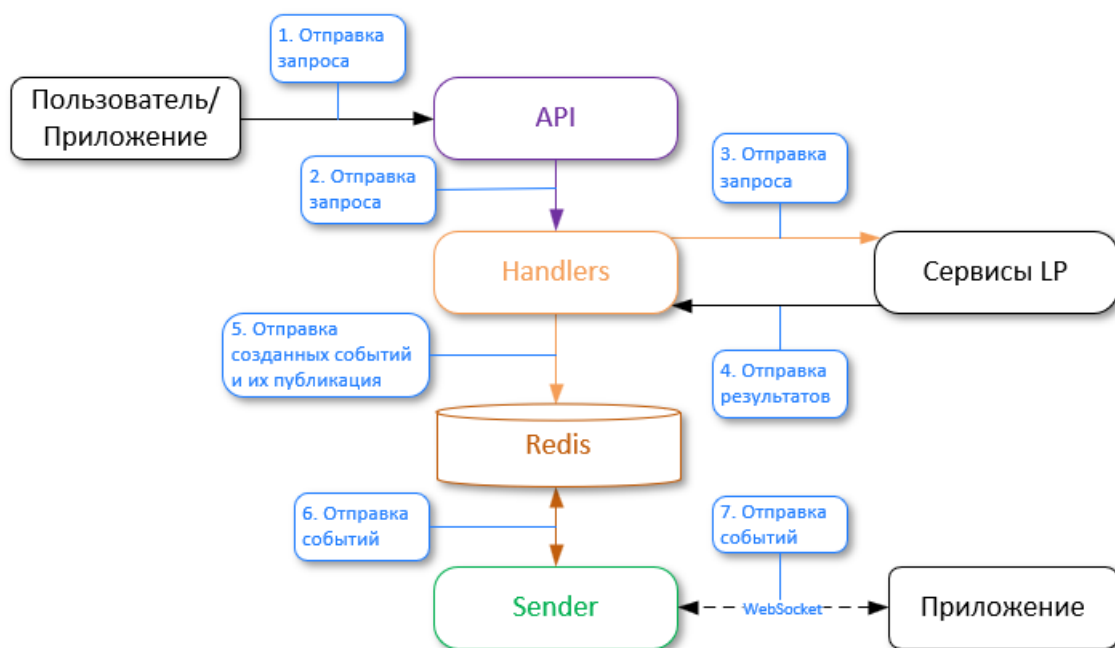 1. Отправка
запроса
Пользователь/
Приложение
API
2. Отправка
запроса
3. Отправка
запроса
Handlers
Сервисы LP
5. Отправка
созданных событий
и их публикация
4. Отправка
результатов
Redis
6. Отправка
событий
7. Отправка
событий
Sender
WebSocket
Приложение